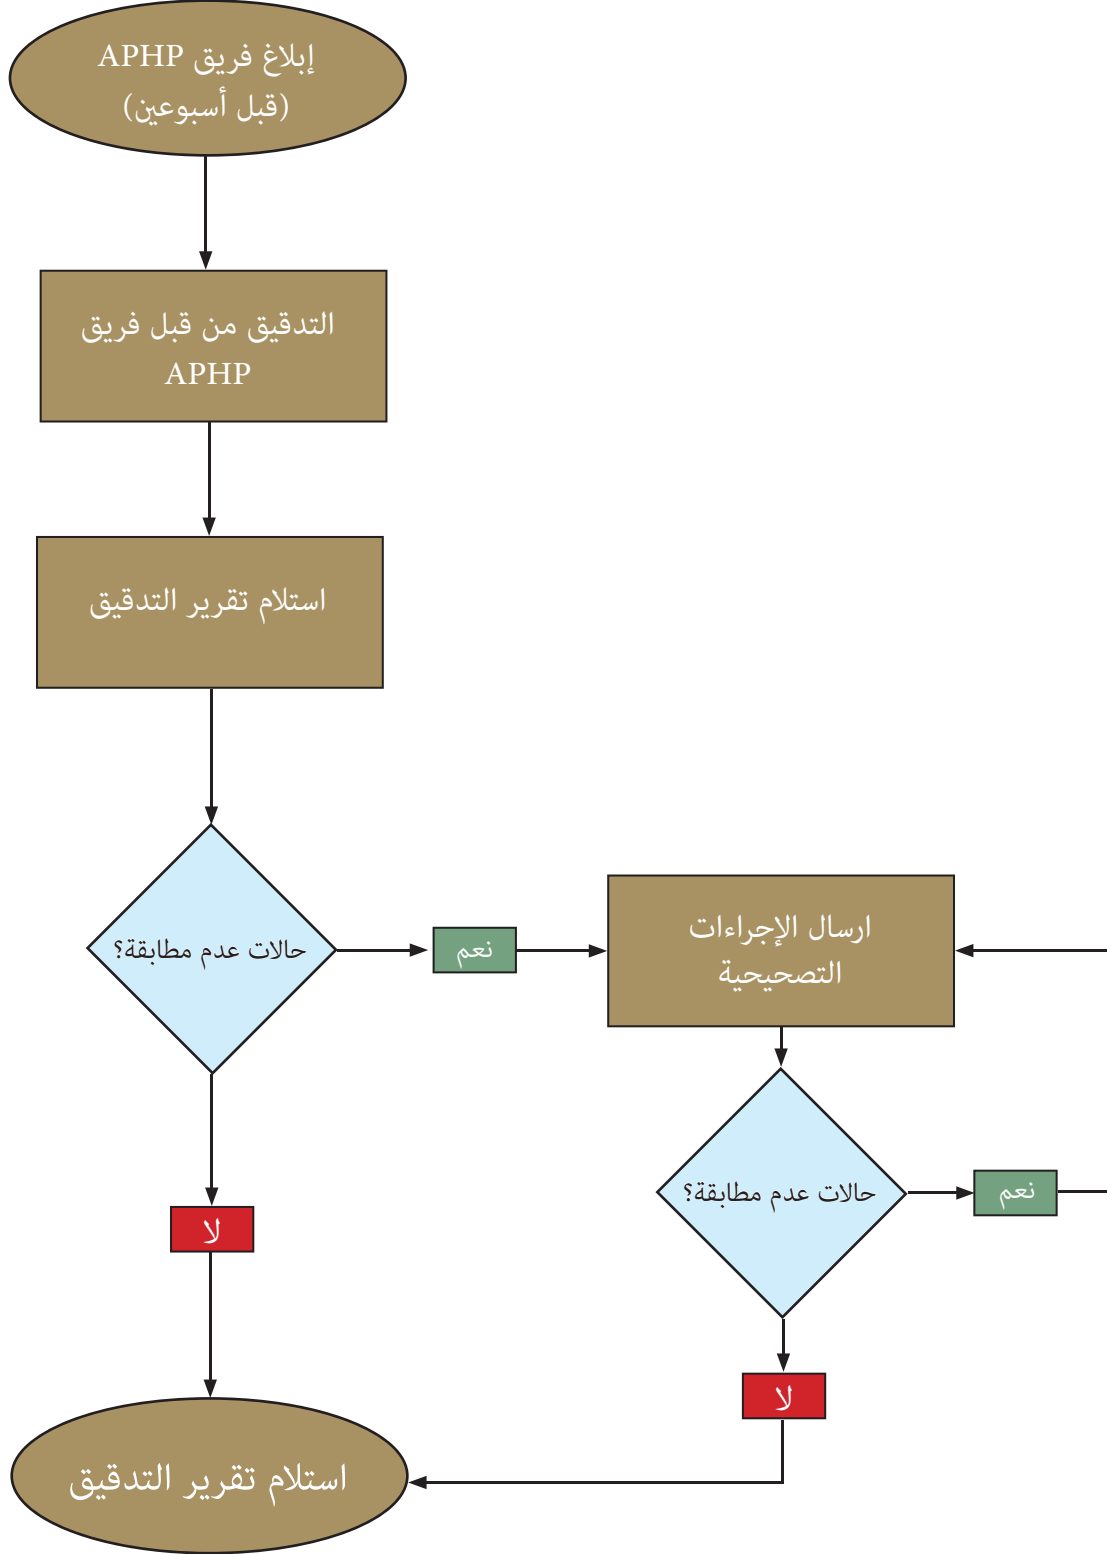 إبلاغ فريق APHP
(قبل أسبوعين)
التدقيق من قبل فريق
APHP
استلام تقرير التدقيق
حالات عدم مطابقة؟
نعم
ارسال الإجراءات
التصحيحية
حالات عدم مطابقة؟
نعم
لا
لا
استلام تقرير التدقيق